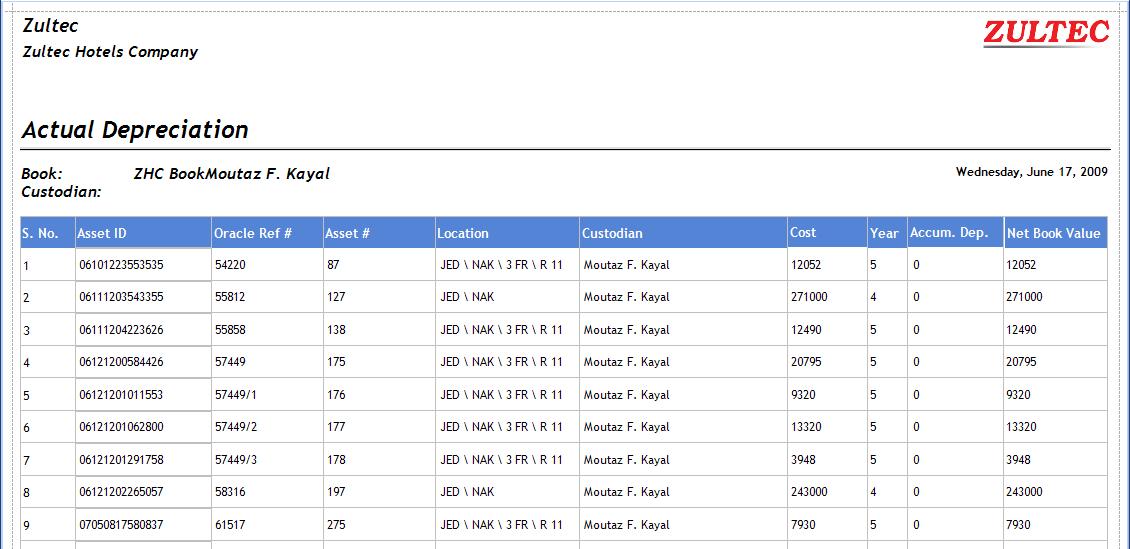 Zultec
ZULTEC
Zultec Hotels Company
Actual Depreciation
Book: ZHC BookMoutaz F. Kayal Wednesday, June 17, 2009
Custodian:
S. No. Asset ID Oracle Ref # Asset # Location Custodian Cost Year Accum. Dep. Net Book Value
1 06101223553535 54220 87 JED \ NAK \ 3 FR \ R 11 Moutaz F. Kayal 12052 5 0 12052
2 06111203543355 55812 127 JED \ NAK Moutaz F. Kayal 271000 4 0 271000
3 06111204223626 55858 138 JED \ NAK \ 3 FR \ R 11 Moutaz F. Kayal 12490 5 0 12490
4 06121200584426 57449 175 JED \ NAK \ 3 FR \ R 11 Moutaz F. Kayal 20795 5 0 20795
5 06121201011553 57449/1 176 JED \ NAK \ 3 FR \ R 11 Moutaz F. Kayal 9320 5 0 9320
6 06121201062800 57449/2 177 JED \ NAK \ 3 FR \ R 11 Moutaz F. Kayal 13320 5 0 13320
7 06121201291758 57449/3 178 JED \ NAK \ 3 FR \ R 11 Moutaz F. Kayal 3948 5 0 3948
8 06121202265057 58316 197 JED \ NAK Moutaz F. Kayal 243000 4 0 243000
9 07050817580837 61517 275 JED \ NAK \ 3 FR \ R 11 Moutaz F. Kayal 7930 5 0 7930